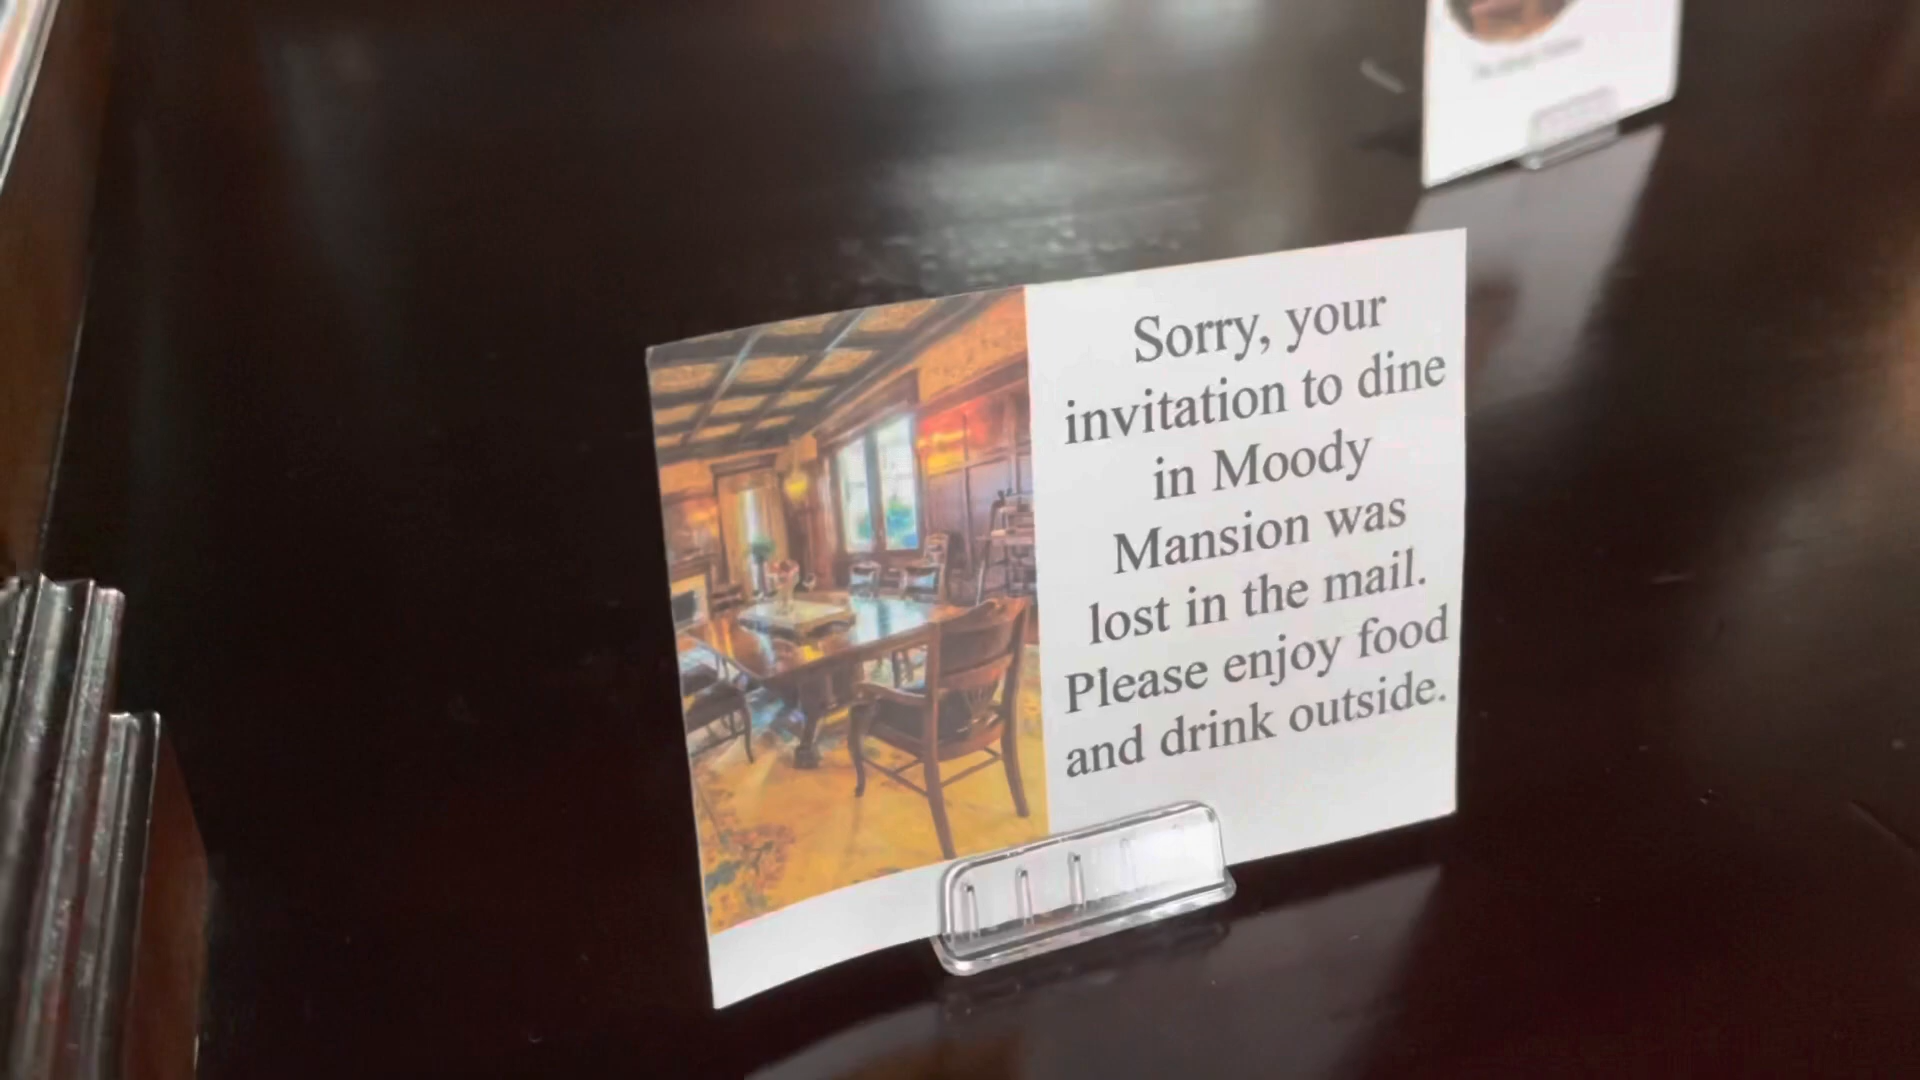 Sorry, your
invitation to dine
in Moody
Mansion was
lost in the mail.
Please enjoy food
and drink outside.